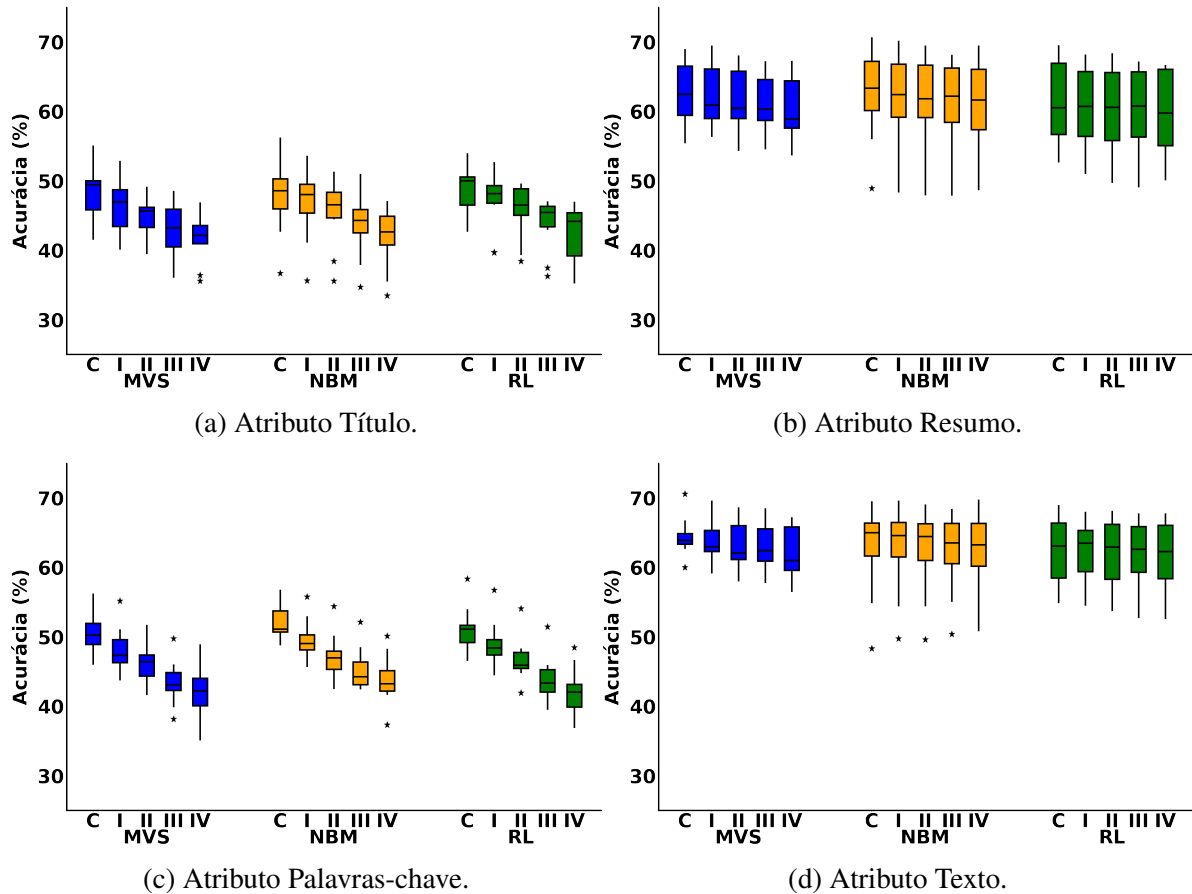 70
60
50
40
30
Acurácia (%)
C I II III IV C I II III IV C I II III IV
MVS NBM RL
(a) Atributo Título.
70
60
50
40
30
Acurácia (%)
C I II III IV C I II III IV C I II III IV
MVS NBM RL
(b) Atributo Resumo.
70
60
50
40
30
Acurácia (%)
C I II III IV C I II III IV C I II III IV
MVS NBM RL
(c) Atributo Palavras-chave.
70
60
50
40
30
Acurácia (%)
C I II III IV C I II III IV C I II III IV
MVS NBM RL
(d) Atributo Texto.